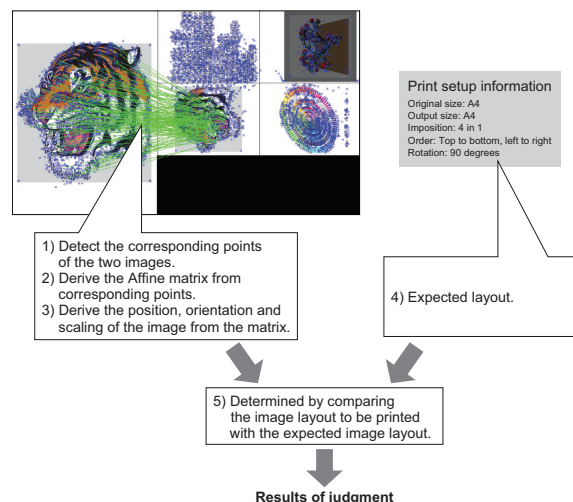 Print setup information
Original size: A4
Output size: A4
Imposition: 4 in 1
Order: Top to bottom, left to right
Rotation: 90 degrees
1) Detect the corresponding points
of the two images.
2) Derive the Affine matrix from
corresponding points.
3) Derive the position, orientation and
scaling of the image from the matrix.
4) Expected layout.
5) Determined by comparing
the image layout to be printed
with the expected image layout.
Results of judgment